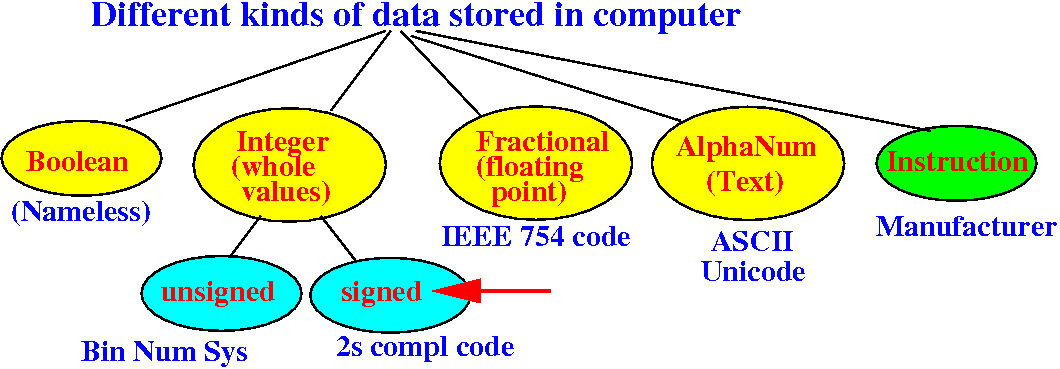 Different kinds of data stored in computer
Boolean
(Nameless)
Integer
(whole
values)
Fractional
(floating
point)
IEEE 754 code
AlphaNum
(Text)
ASCII
Unicode
Instruction
Manufacturer
unsigned
Bin Num Sys
signed
2s compl code